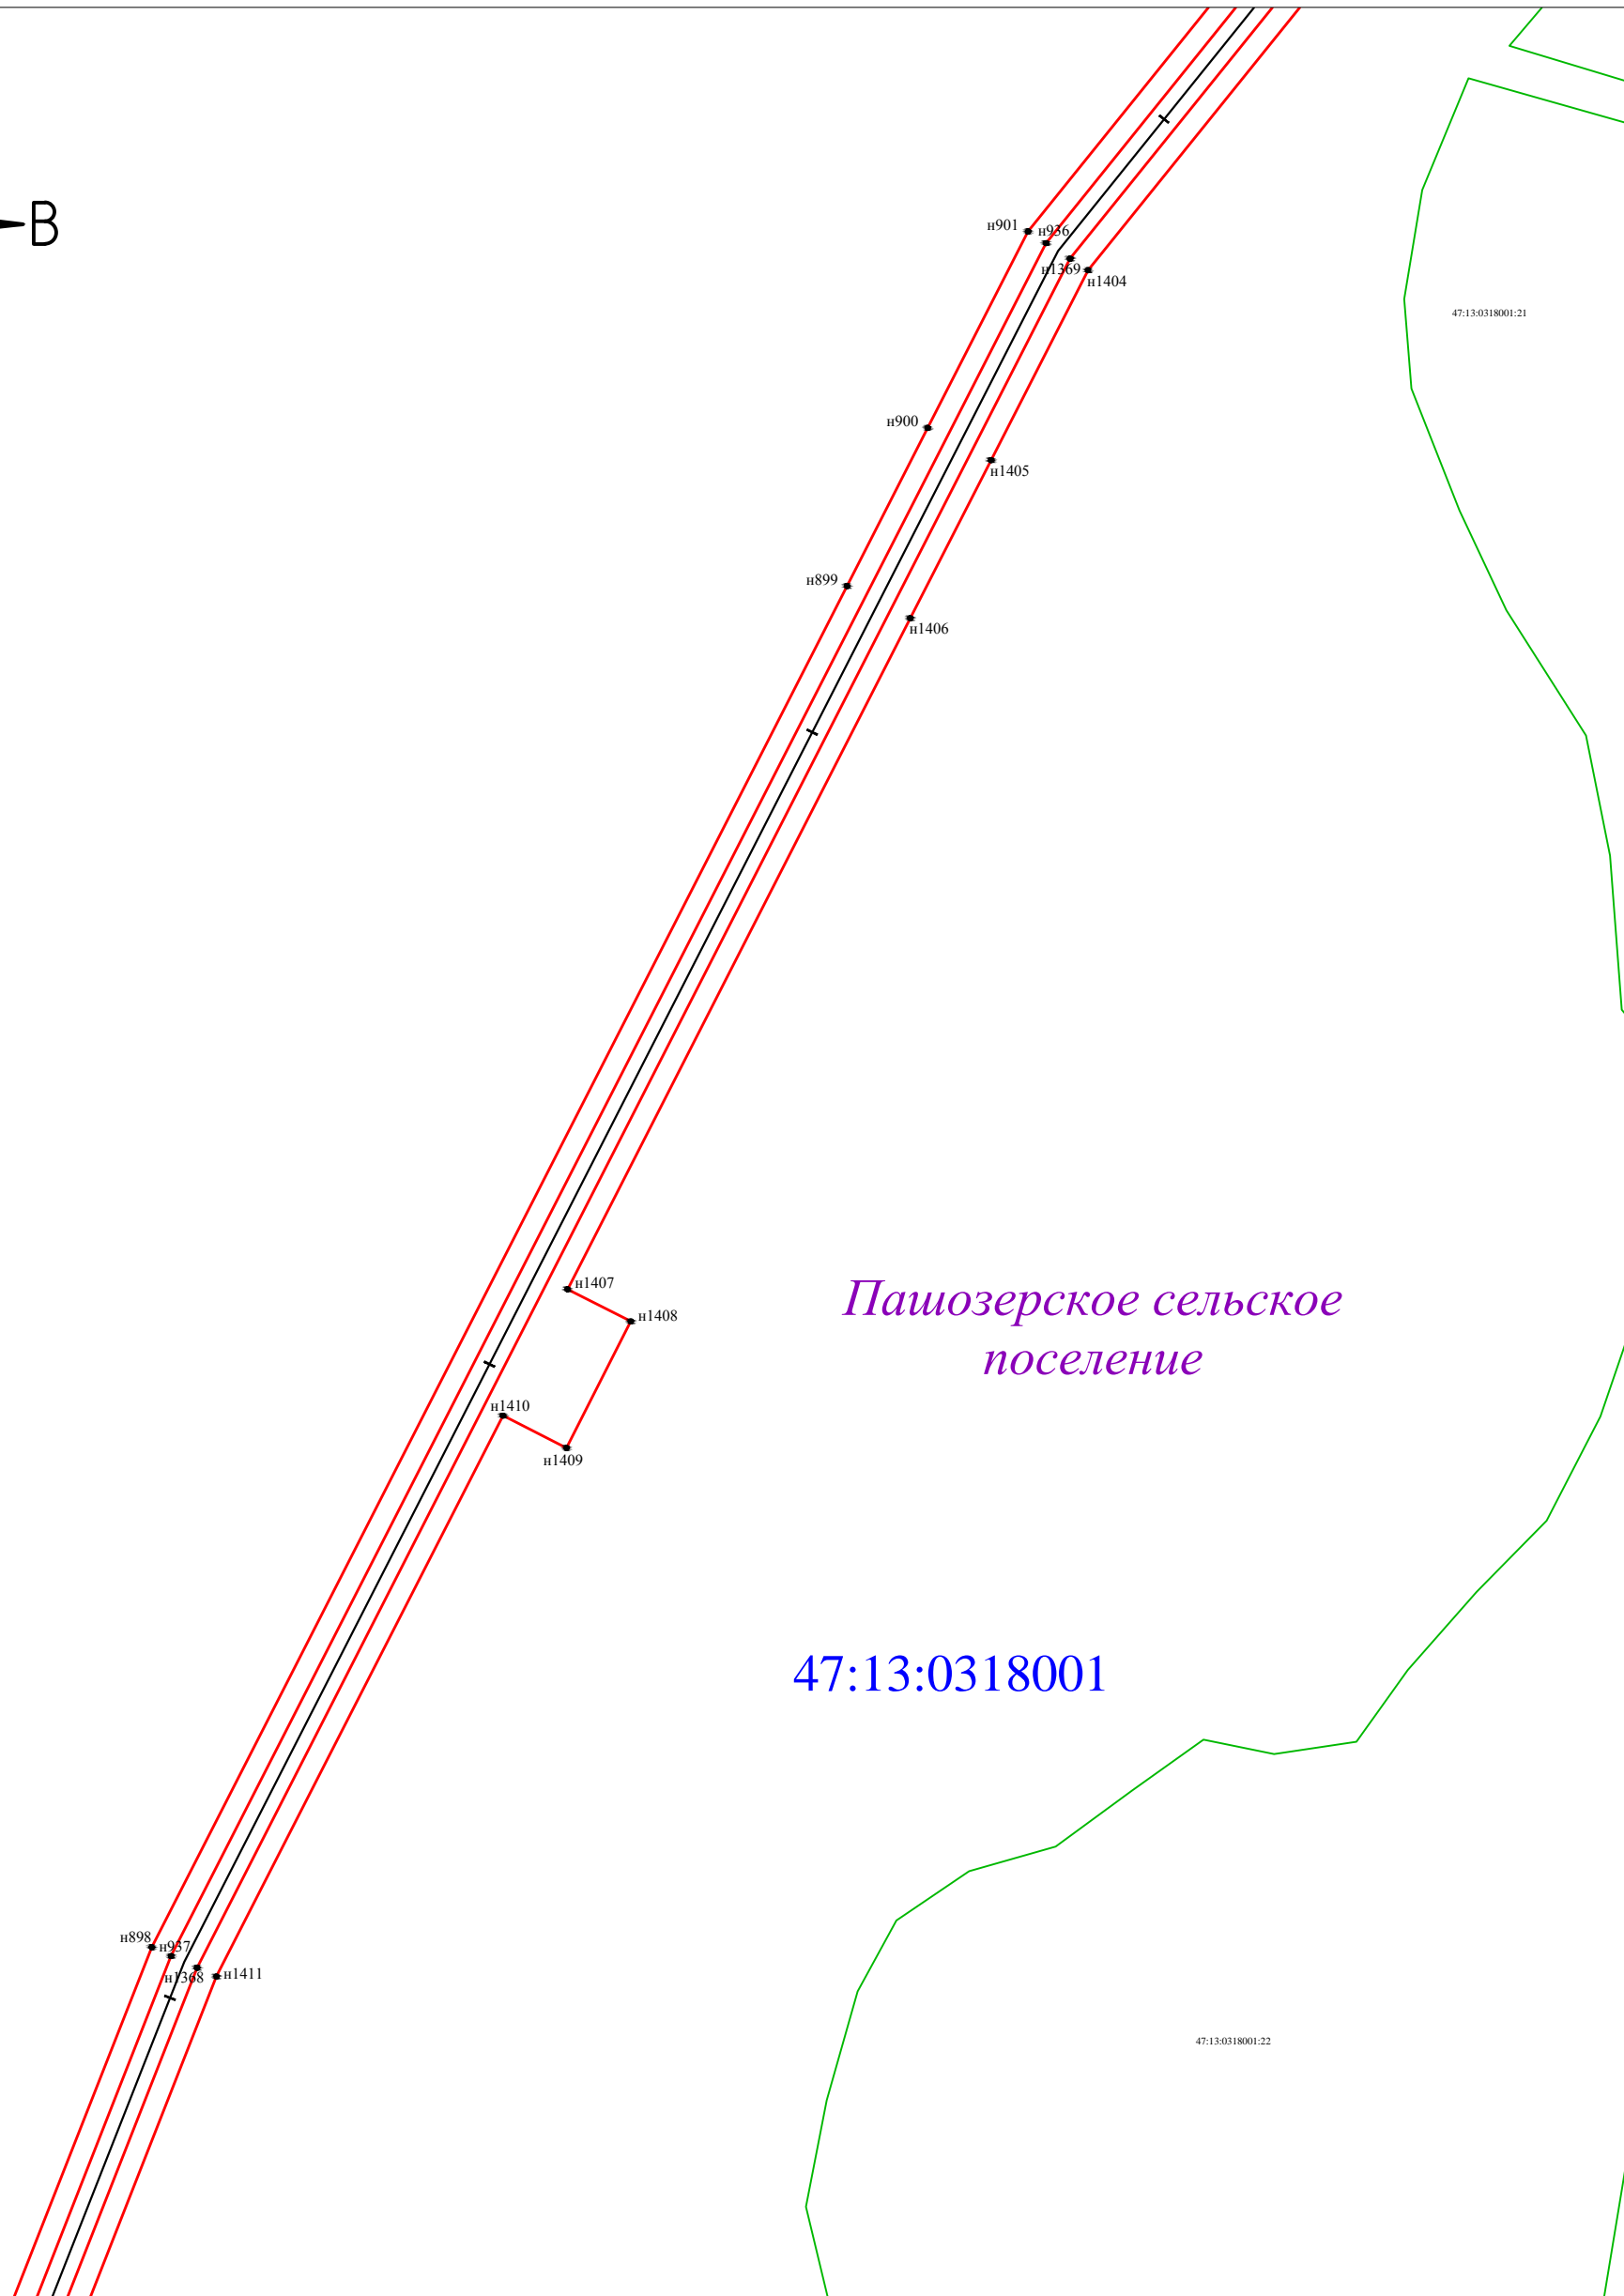 В
н901
н936
н1369
н1404
47:13:0318001:21
н900
н1405
н899
н1406
н1407
н1408
Пашозерское сельское
поселение
н1410
н1409
47:13:0318001
н898
н937
н1368
н1411
47:13:0318001:22